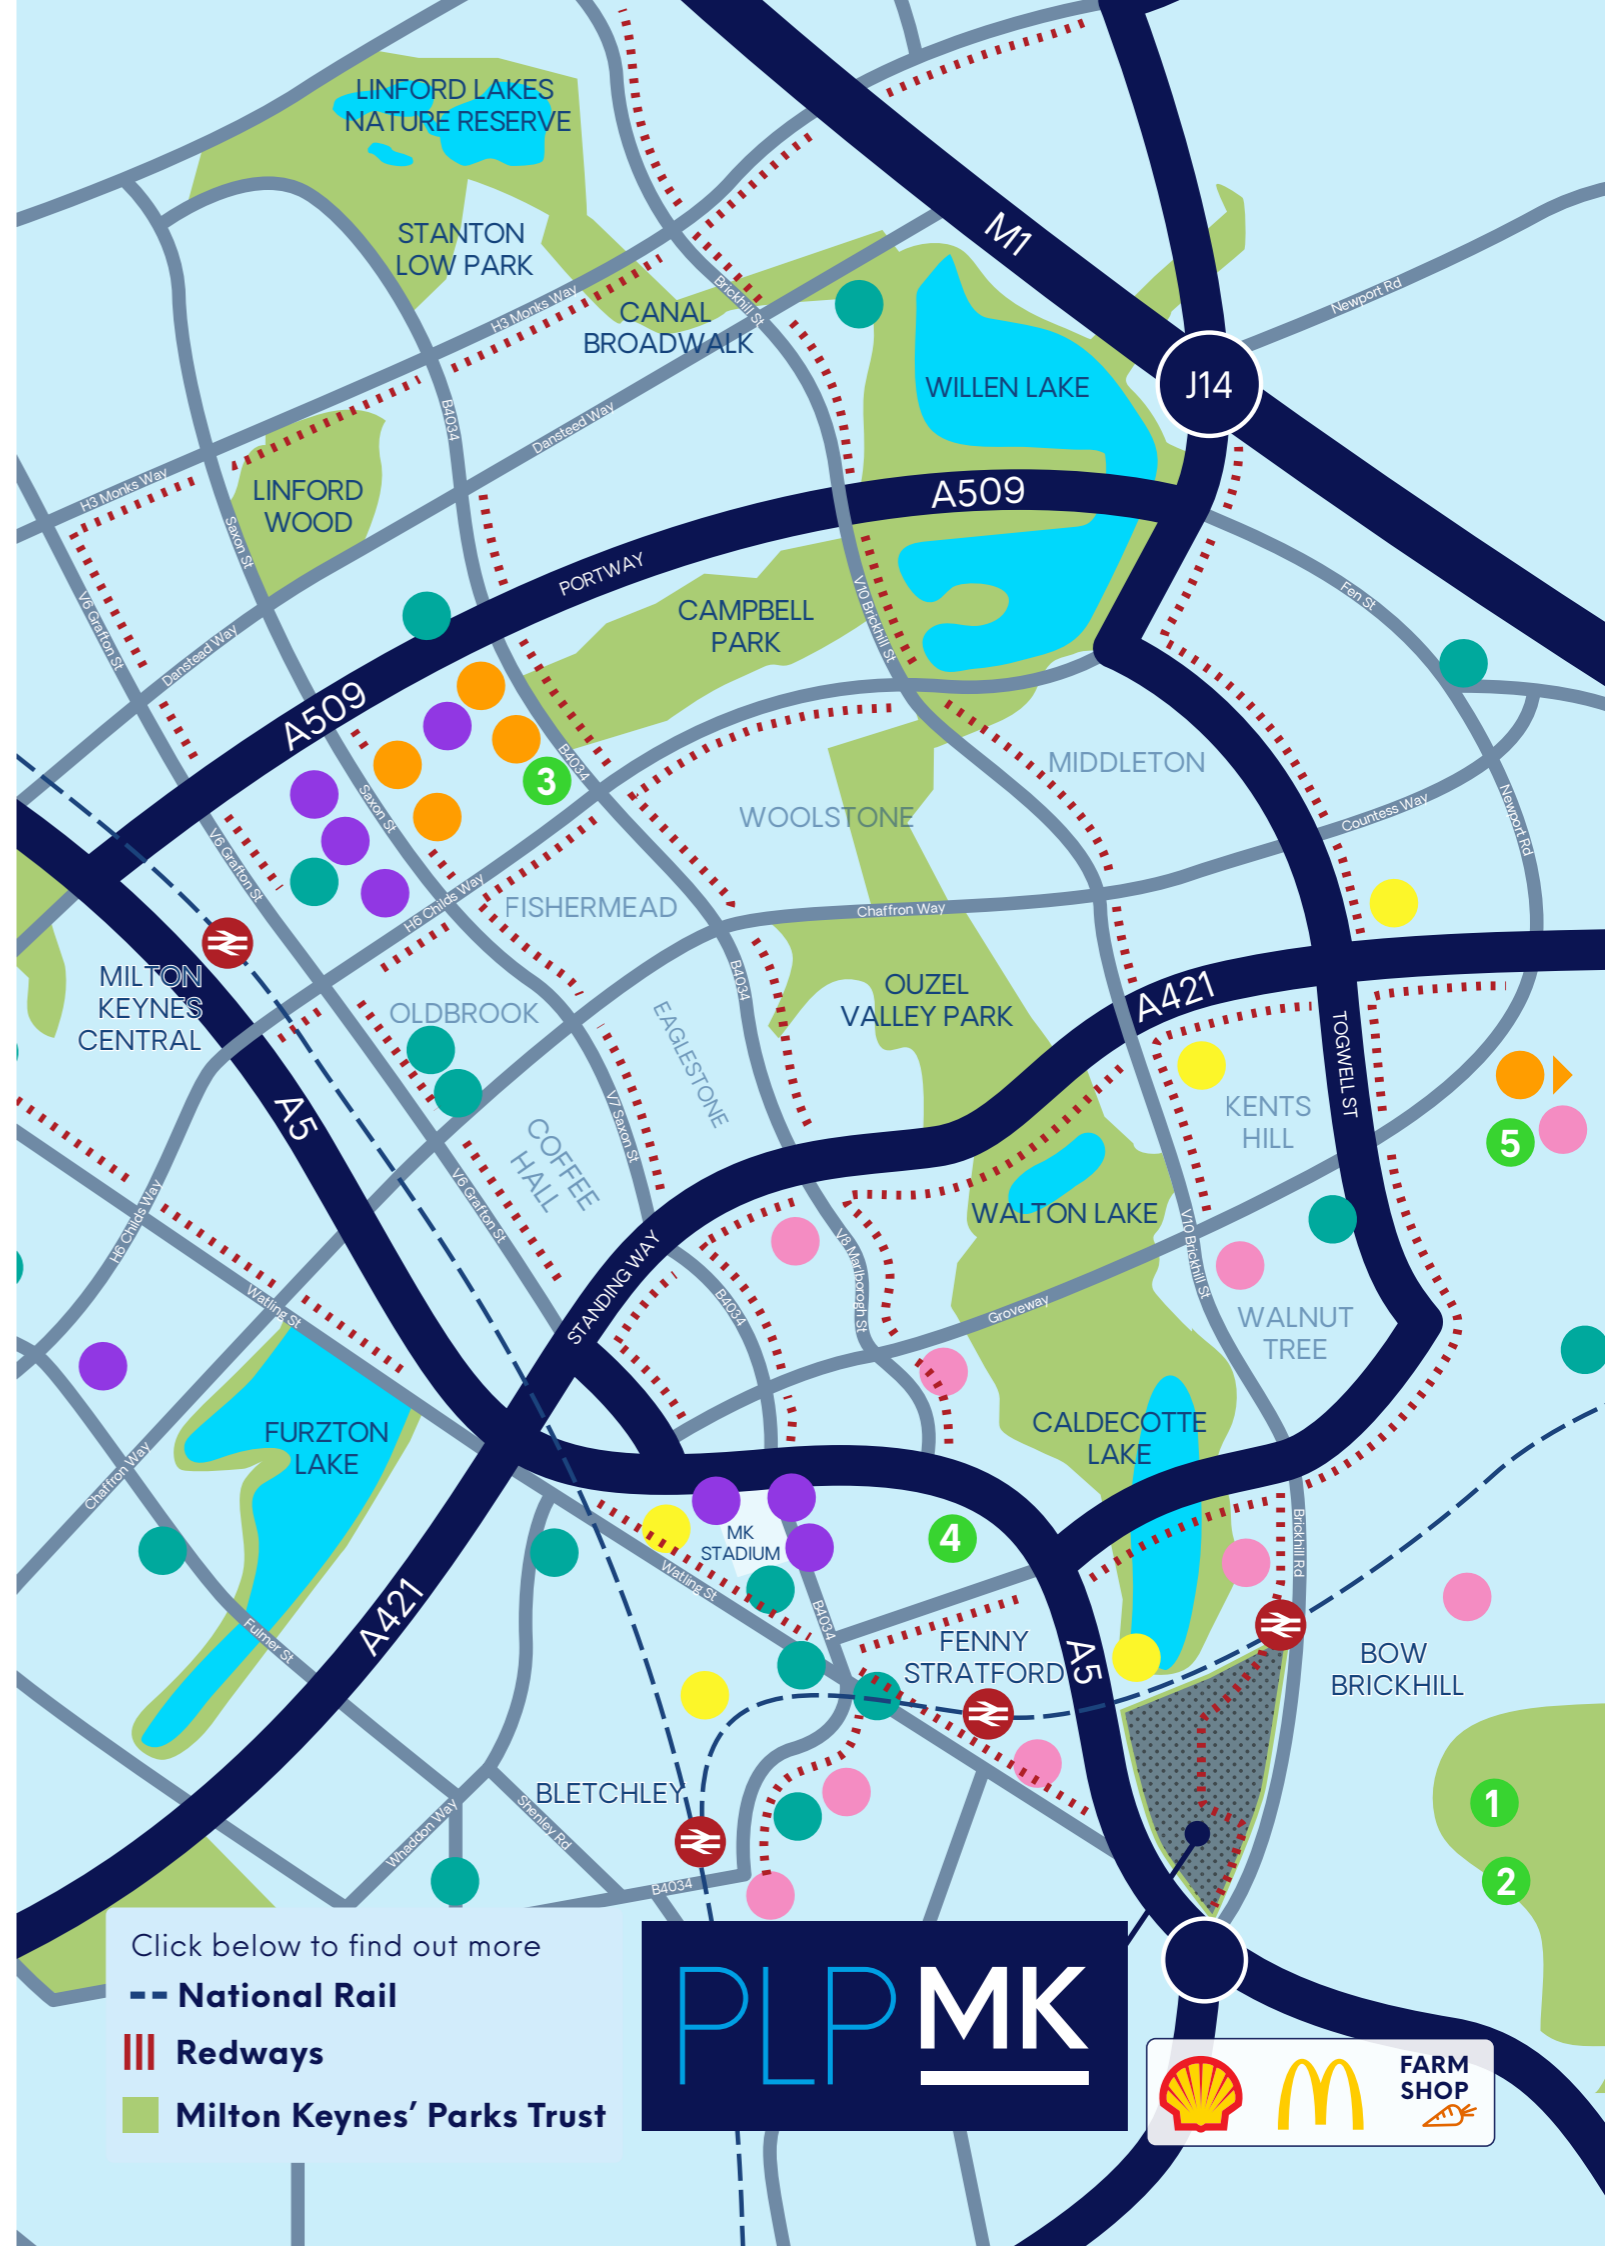 LINFORD LAKES
NATURE RESERVE
M1
STANTON
LOW PARK
Brickhill St
Newport Rd
H3 Monks Way
CANAL
BROADWALK
WILLEN LAKE
J14
B4034
Dansteed Way
H3 Monks Way
LINFORD
WOOD
A509
Saxon St
PORTWAY
V6 Grafton St
CAMPBELL
PARK
V10 Brickhill St
Fen St
Danstead Way
A509
B4034
3
MIDDLETON
Saxon St
WOOLSTONE
Countess Way
Newport Rd
V6 Grafton St
H6 Childs Way
FISHERMEAD
Chaffron Way
MILTON
KEYNES
CENTRAL
B4034
OUZEL
VALLEY PARK
A421
OLDBROOK
EAGLESTONE
TOGWELL ST
A5
V7 Saxon St
KENTS
HILL
5
COFFEE
HALL
H6 Childs Way
V6 Grafton St
WALTON LAKE
V10 Brickhill St
STANDING WAY
V8 Marlborogh St
Watling St
B4034
Groveway
WALNUT
TREE
FURZTON
LAKE
CALDECOTTE
LAKE
Chaffron Way
MK
STADIUM
4
Brickhill Rd
Watling St
A421
B4034
Fulmer St
FENNY
STRATFORD
A5
BOW
BRICKHILL
BLETCHLEY
Whaddon Way
Shenley Rd
1
2
B4034
Click below to find out more
National Rail
Redways
Milton Keynes’ Parks Trust
PLP MK
FARM
SHOP